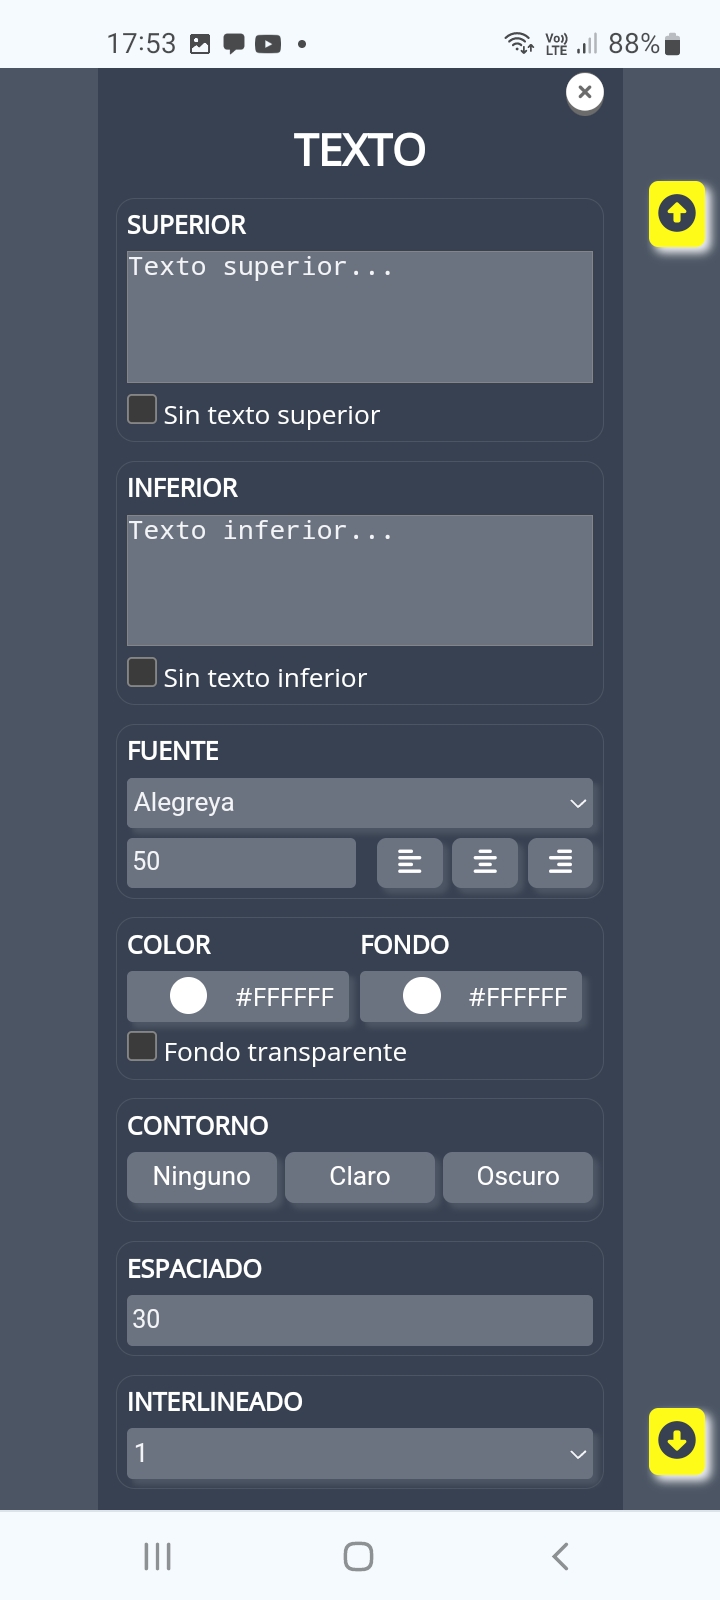 17:53
Vo)) LTE
88%
TEXTO
SUPERIOR
Texto superior...
Sin texto superior
INFERIOR
Texto inferior...
Sin texto inferior
FUENTE
Alegreya
50
COLOR FONDO
#FFFFFF #FFFFFF
Fondo transparente
CONTORNO
Ninguno Claro Oscuro
ESPACIADO
30
INTERLINEADO
1